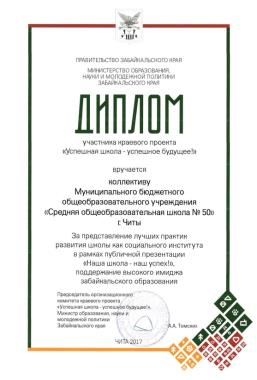 ПРАВИТЕЛЬСТВО ЗАБАЙКАЛЬСКОГО КРАЯ
МИНИСТЕРСТВО ОБРАЗОВАНИЯ,
НАУКИ И МОЛОДЕЖНОЙ ПОЛИТИКИ
ЗАБАЙКАЛЬСКОГО КРАЯ
ДИПЛОМ
участника краевого проекта
«Успешная школа - успешное будущее!»
вручается
коллективу
Муниципального бюджетного
общеобразовательного учреждения
«Средняя общеобразовательная школа № 50»
г. Читы
За представление лучших практик
развития школы как социального института
в рамках публичной презентации
«Наша школа - наш успех!»,
поддержание высокого имиджа
забайкальского образования
Председатель организационного
комитета краевого проекта
«Успешная школа - успешное будущее!»,
Министр образования, науки и
молодежной политики
Забайкальского края
А.А. Томских
ЧИТА 2017